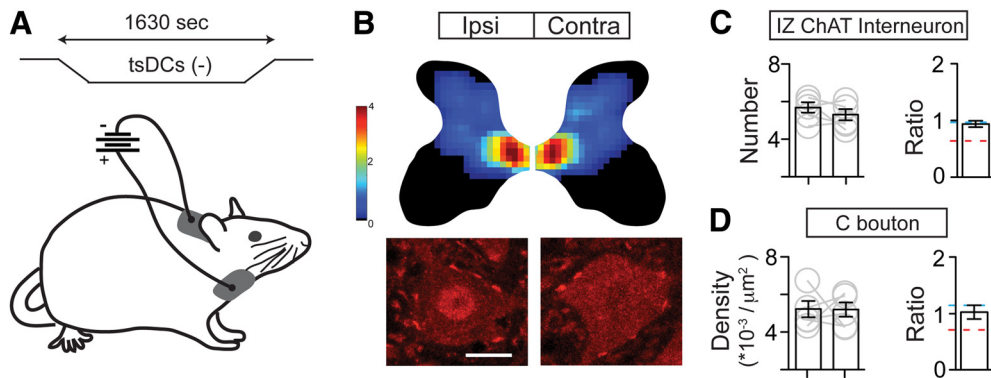 A
1630 sec
tsDCs (-)
-
+
B
Ipsi
Contra
4
2
0
C
IZ ChAT Interneuron
8
4
Number
2
1
0
Ratio
D
C bouton
8
4
Density
(*10⁻³ / μm²)
2
1
0
Ratio